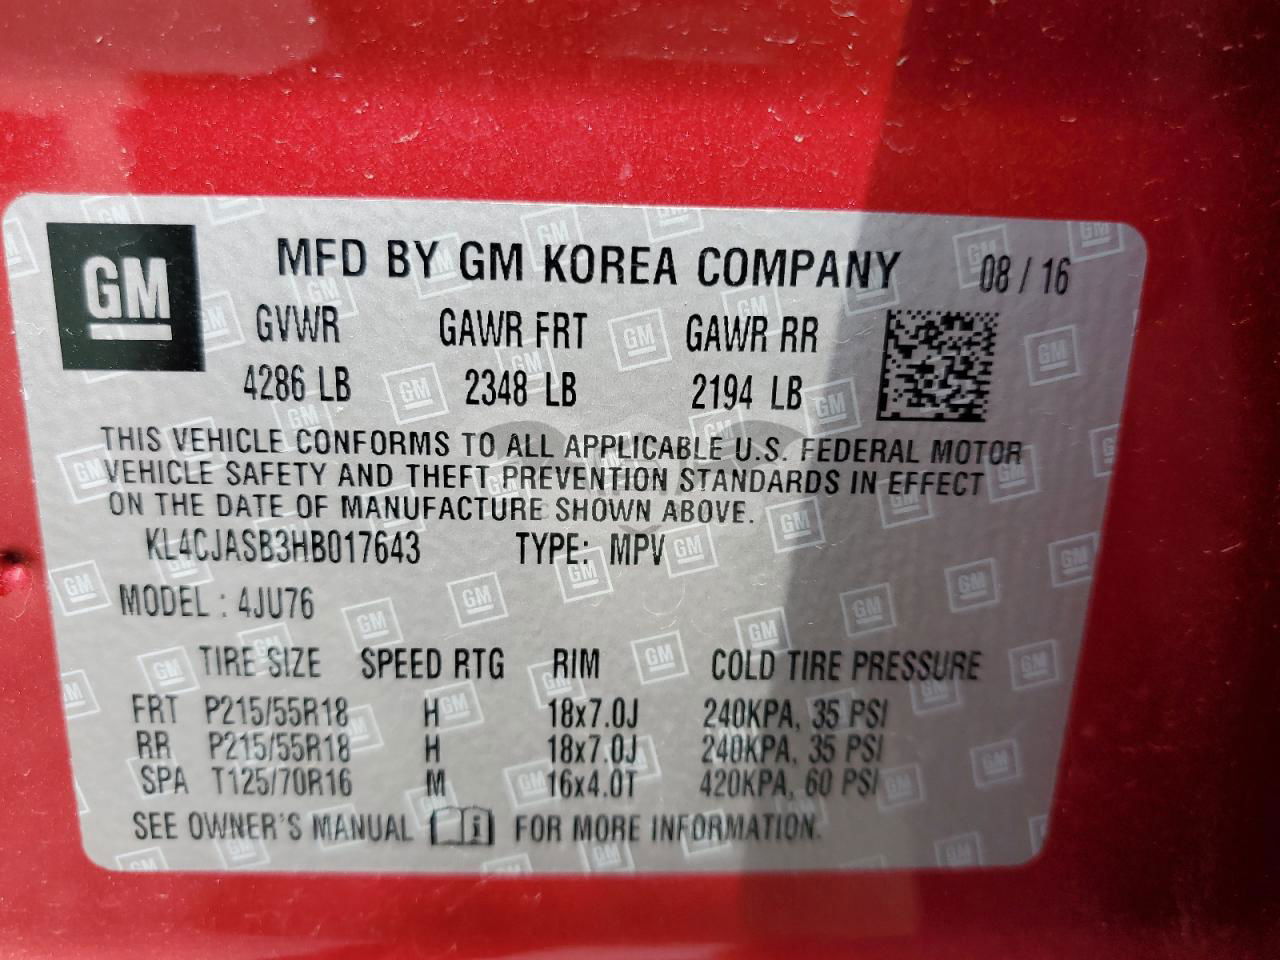 GM
MFD BY GM KOREA COMPANY 08 / 16
GVWR GAWR FRT GAWR RR
4286 LB 2348 LB 2194 LB
THIS VEHICLE CONFORMS TO ALL APPLICABLE U.S. FEDERAL MOTOR
VEHICLE SAFETY AND THEFT PREVENTION STANDARDS IN EFFECT
ON THE DATE OF MANUFACTURE SHOWN ABOVE.
KL4CJASB3HB017643 TYPE: MPV
MODEL : 4JU76
TIRE SIZE SPEED RTG RIM COLD TIRE PRESSURE
FRT P215/55R18 H 18x7.0J 240KPA, 35 PSI
RR P215/55R18 H 18x7.0J 240KPA, 35 PSI
SPA T125/70R16 M 16x4.0T 420KPA, 60 PSI
SEE OWNER'S MANUAL i FOR MORE INFORMATION.